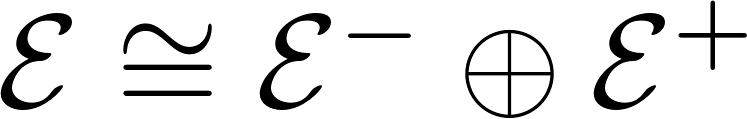 ℰ ≅ ℰ⁻ ⊕ ℰ⁺